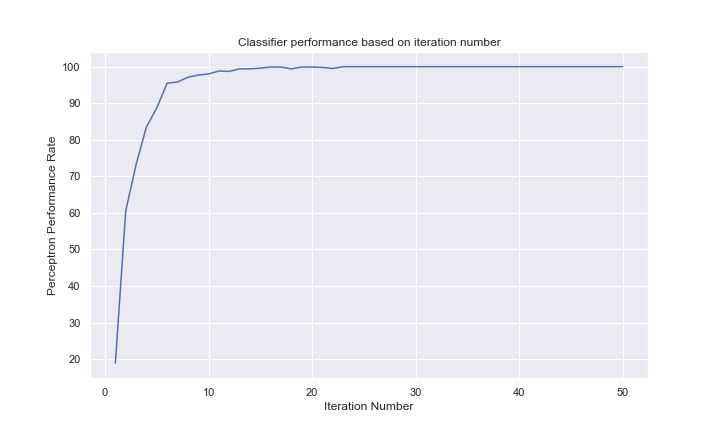 Classifier performance based on iteration number
100
90
80
70
60
50
40
30
20
Perceptron Performance Rate
0 10 20 30 40 50
Iteration Number